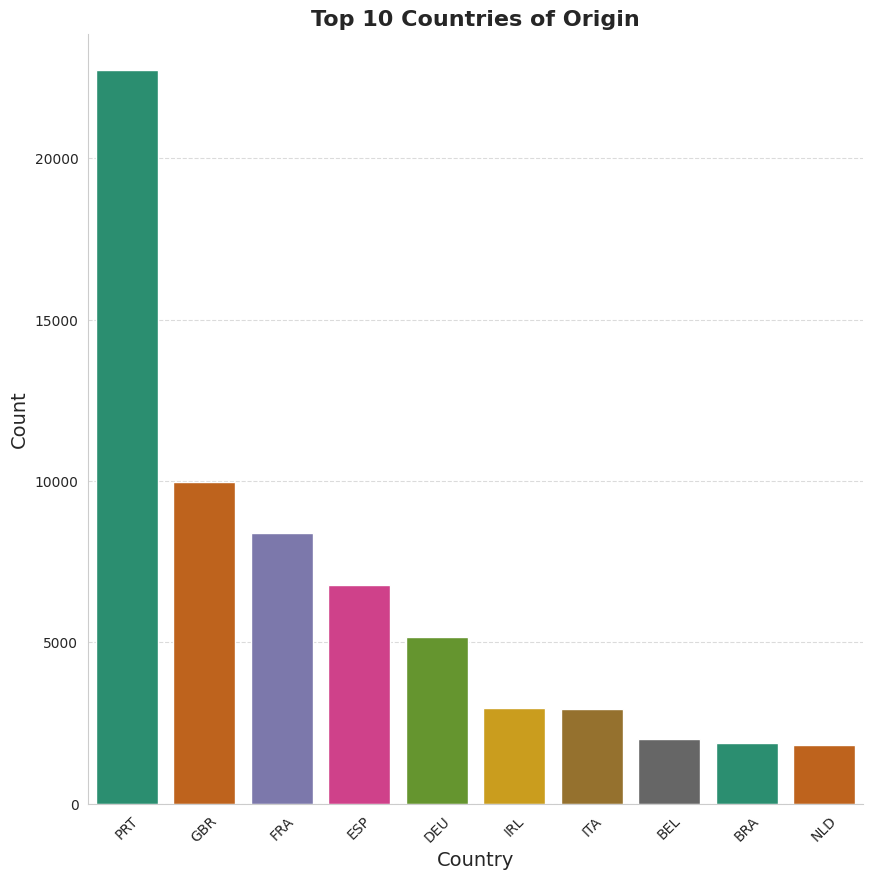 Top 10 Countries of Origin
Count
20000
15000
10000
5000
0
PRT GBR FRA ESP DEU IRL ITA BEL BRA NLD
Country